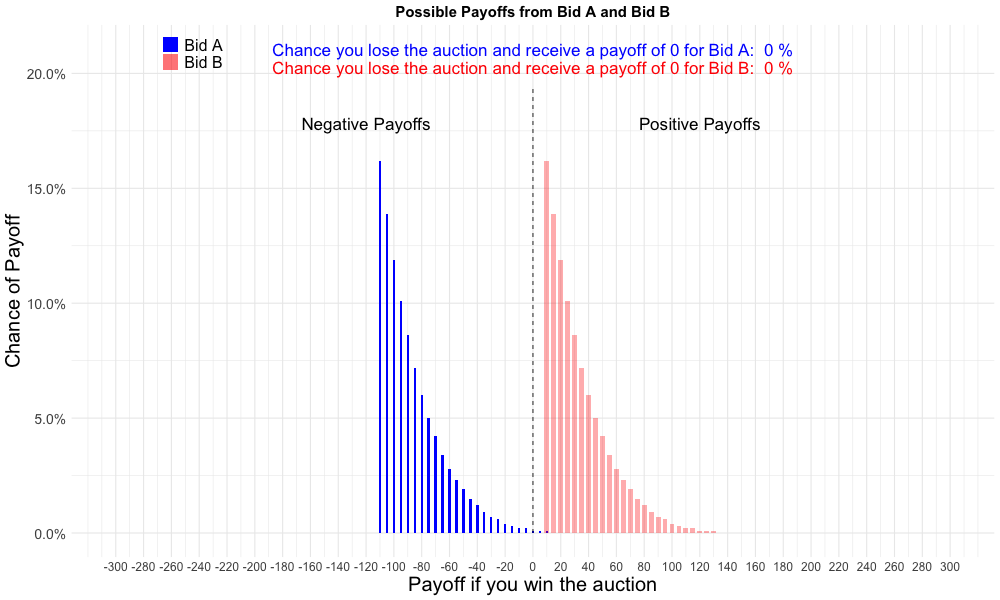 Possible Payoffs from Bid A and Bid B
Bid A
Bid B
Chance you lose the auction and receive a payoff of 0 for Bid A: 0 %
Chance you lose the auction and receive a payoff of 0 for Bid B: 0 %
Negative Payoffs
Positive Payoffs
Chance of Payoff
20.0%
15.0%
10.0%
5.0%
0.0%
-300 -280 -260 -240 -220 -200 -180 -160 -140 -120 -100 -80 -60 -40 -20 0 20 40 60 80 100 120 140 160 180 200 220 240 260 280 300
Payoff if you win the auction